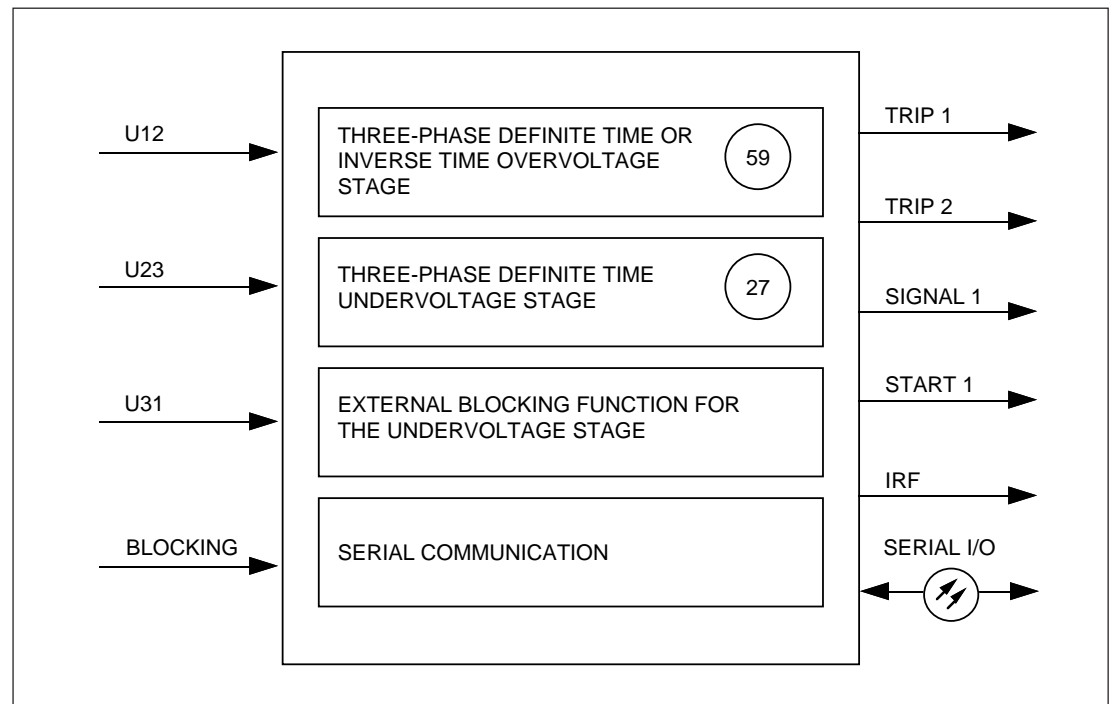 U12
U23
U31
BLOCKING
THREE-PHASE DEFINITE TIME OR
INVERSE TIME OVERVOLTAGE
STAGE
59
THREE-PHASE DEFINITE TIME
UNDERVOLTAGE STAGE
27
EXTERNAL BLOCKING FUNCTION FOR
THE UNDERVOLTAGE STAGE
SERIAL COMMUNICATION
TRIP 1
TRIP 2
SIGNAL 1
START 1
IRF
SERIAL I/O